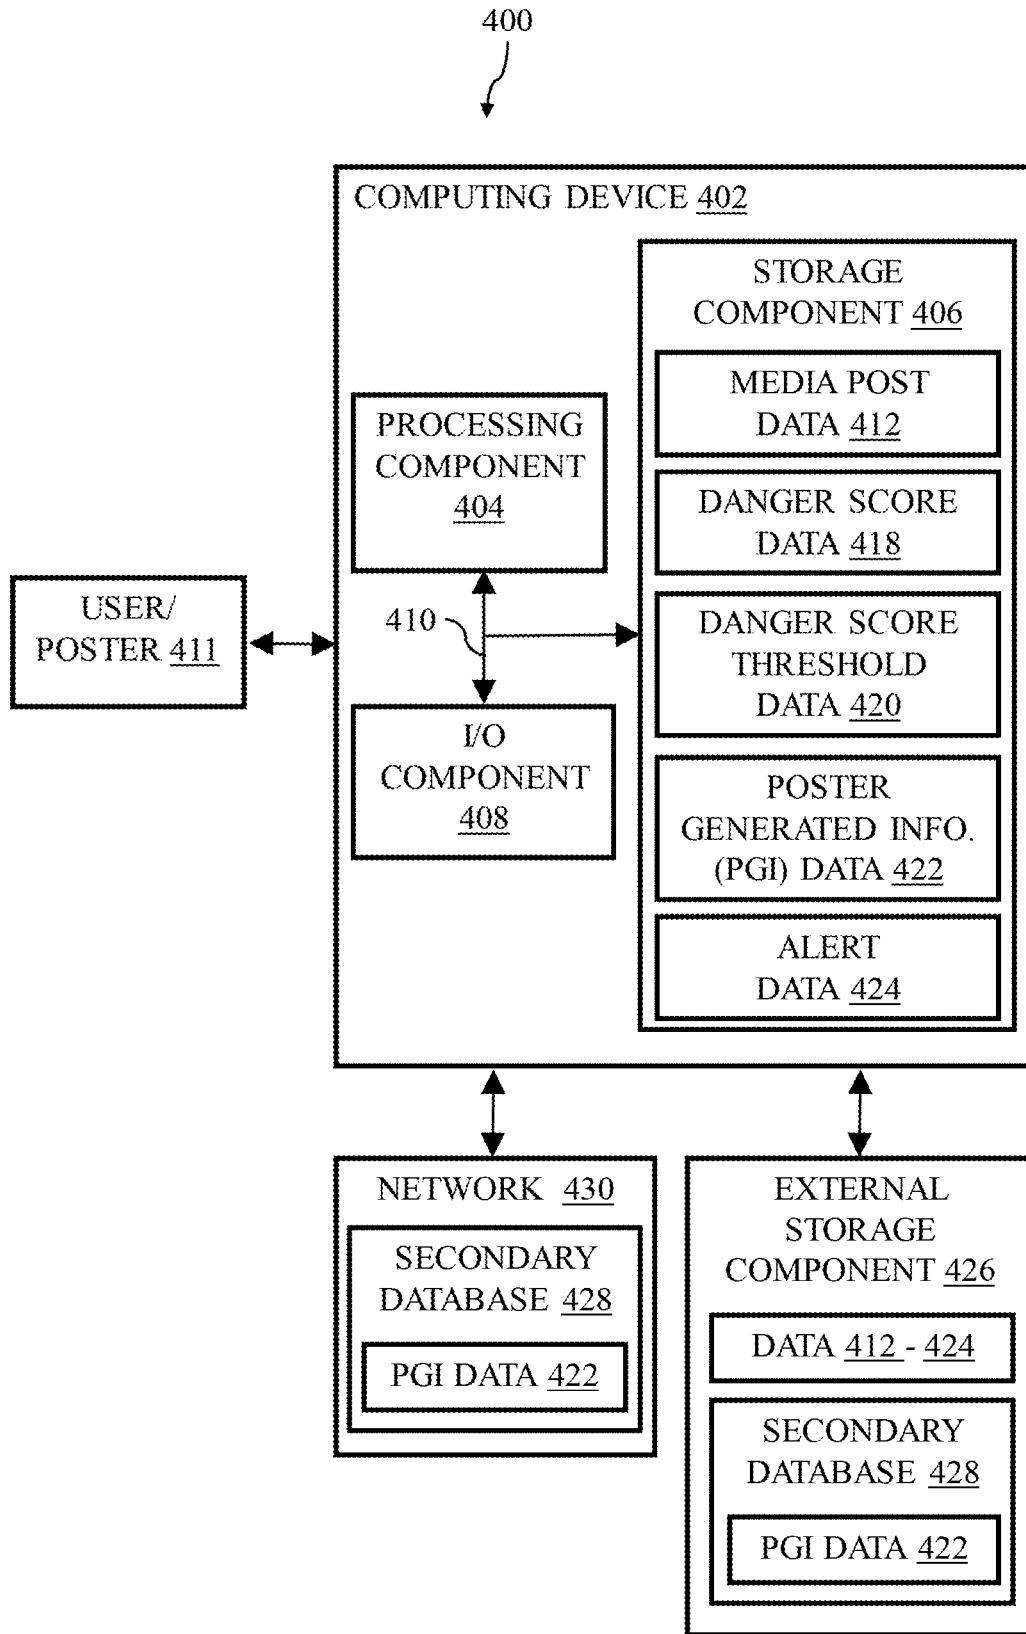 400
COMPUTING DEVICE 402
STORAGE
COMPONENT 406
MEDIA POST
DATA 412
DANGER SCORE
DATA 418
DANGER SCORE
THRESHOLD
DATA 420
POSTER
GENERATED INFO.
(PGI) DATA 422
ALERT
DATA 424
PROCESSING
COMPONENT
404
410
I/O
COMPONENT
408
USER/
POSTER 411
NETWORK 430
SECONDARY
DATABASE 428
PGI DATA 422
EXTERNAL
STORAGE
COMPONENT 426
DATA 412 - 424
SECONDARY
DATABASE 428
PGI DATA 422